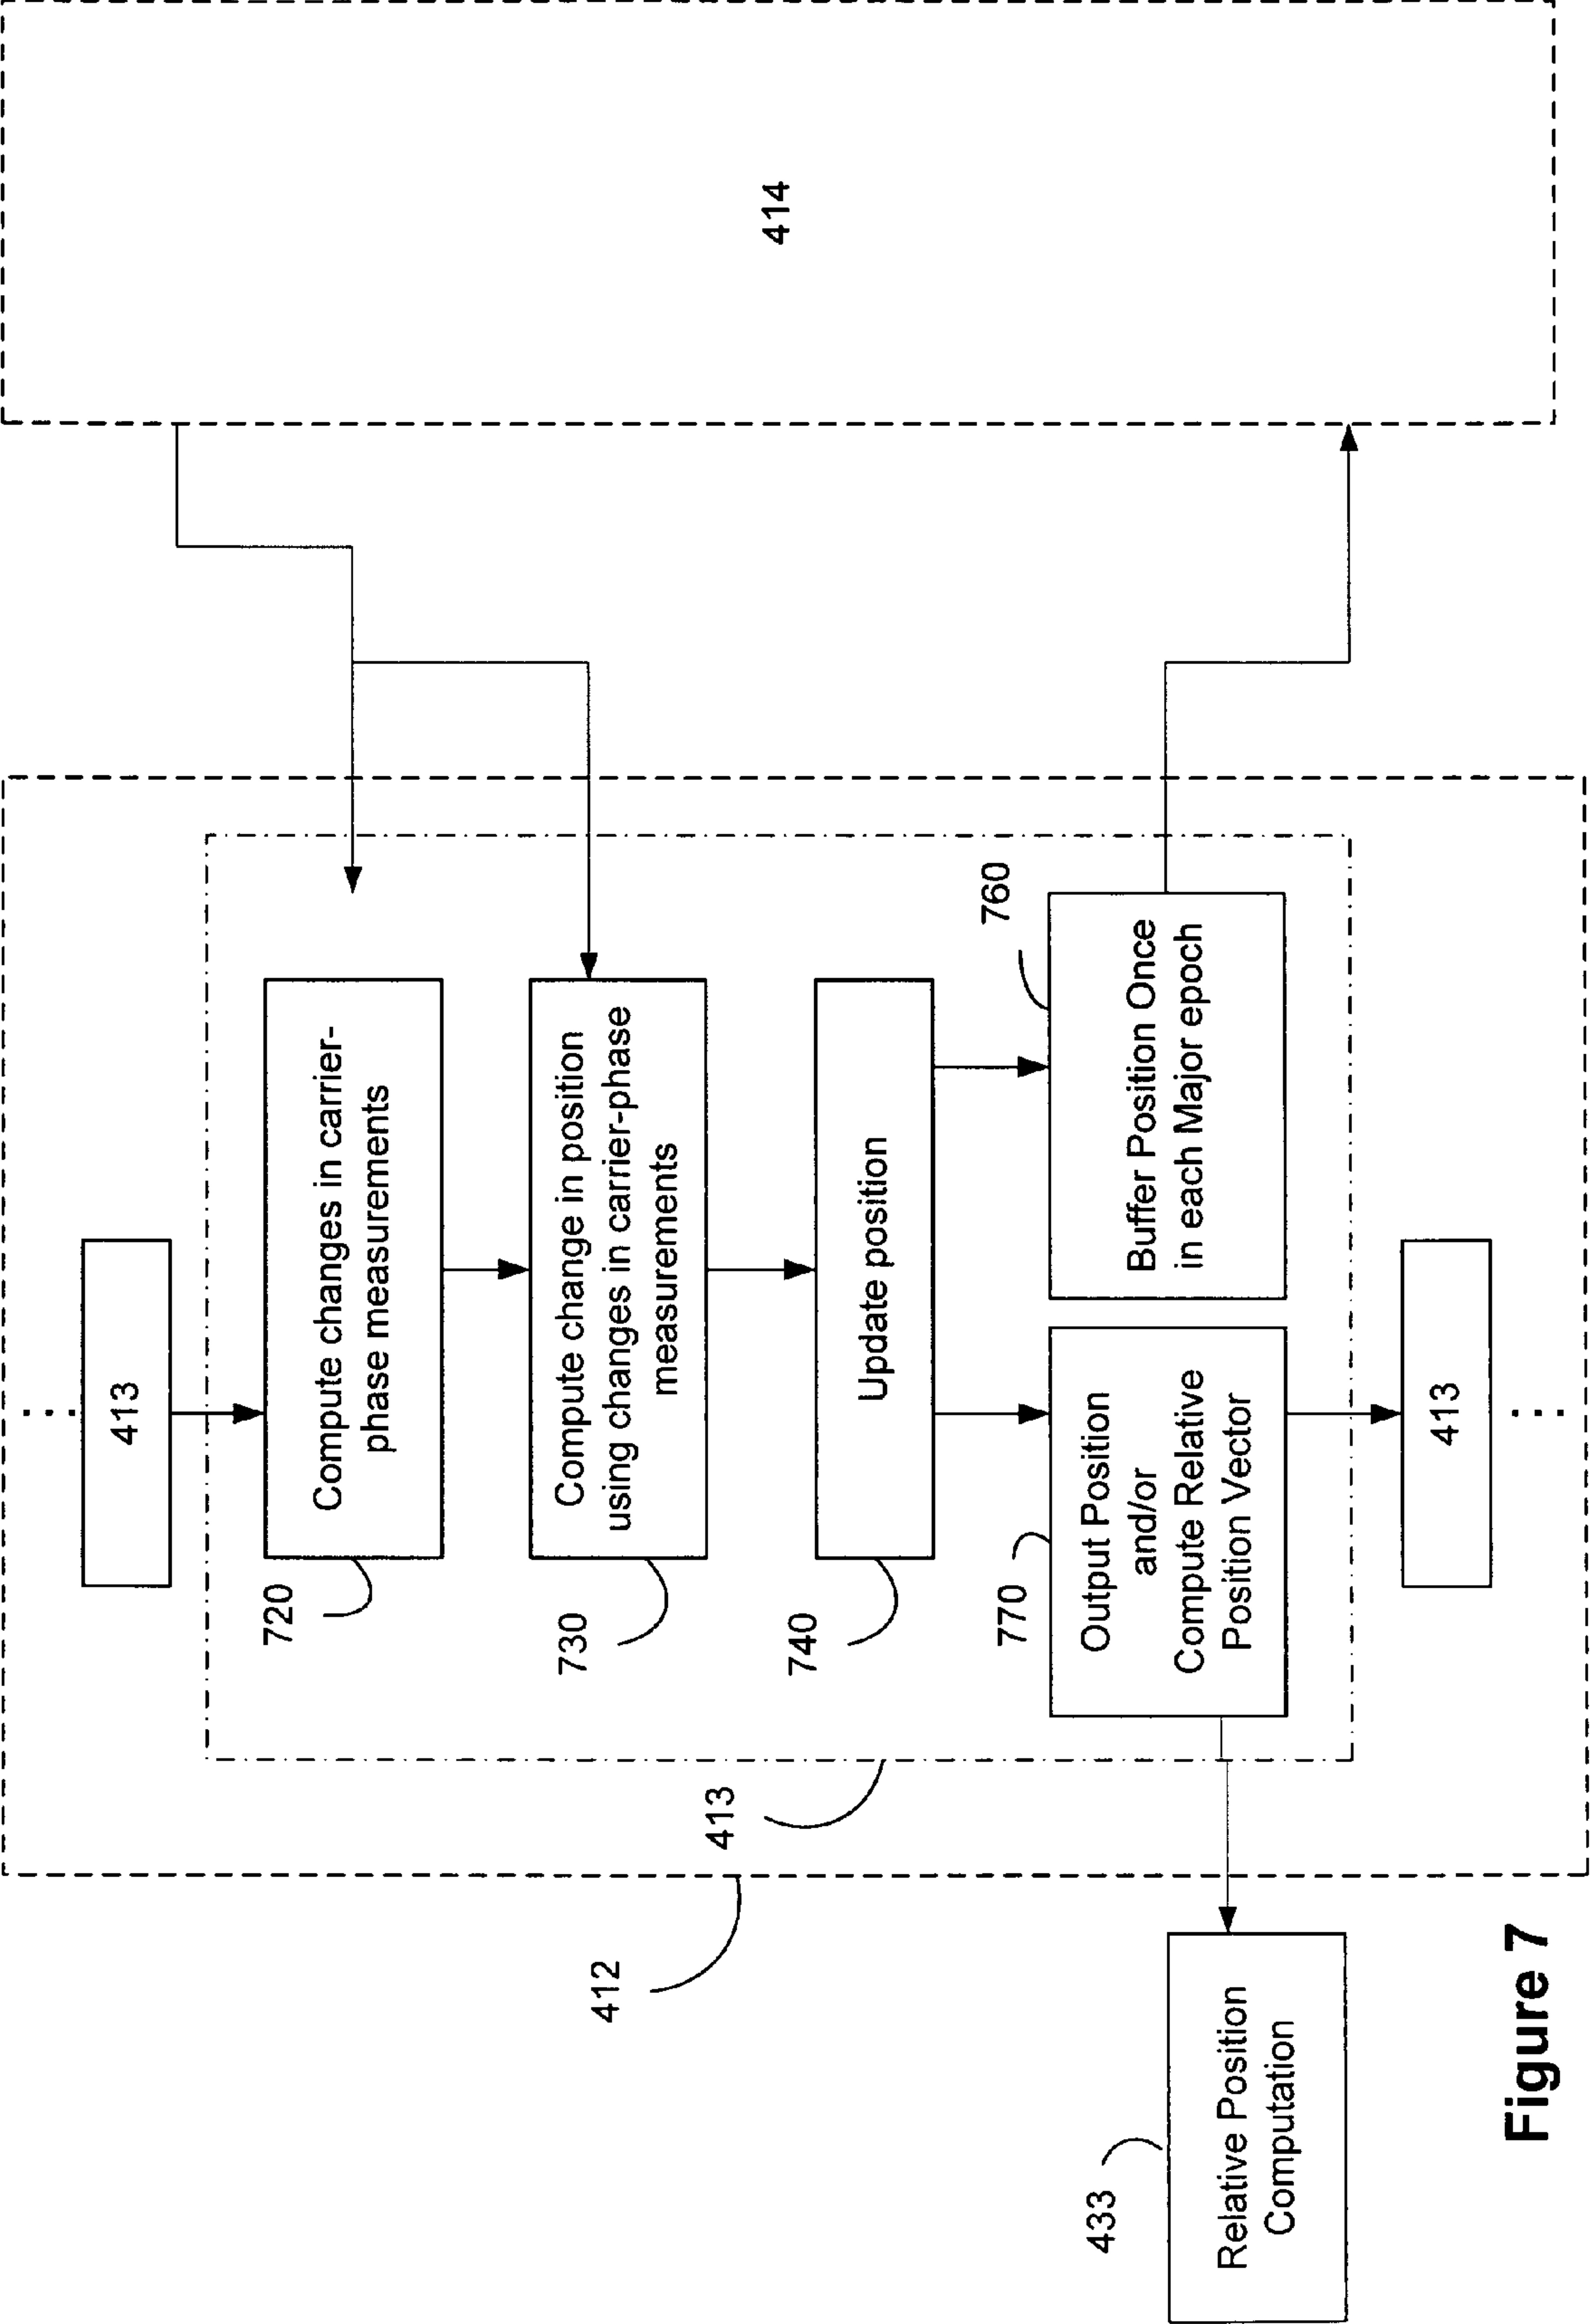 412
413
413
720
Compute changes in carrier-
phase measurements
730
Compute change in position
using changes in carrier-phase
measurements
740
Update position
770
Output Position
and/or
Compute Relative
Position Vector
760
Buffer Position Once
in each Major epoch
413
433
Relative Position
Computation
414
Figure 7